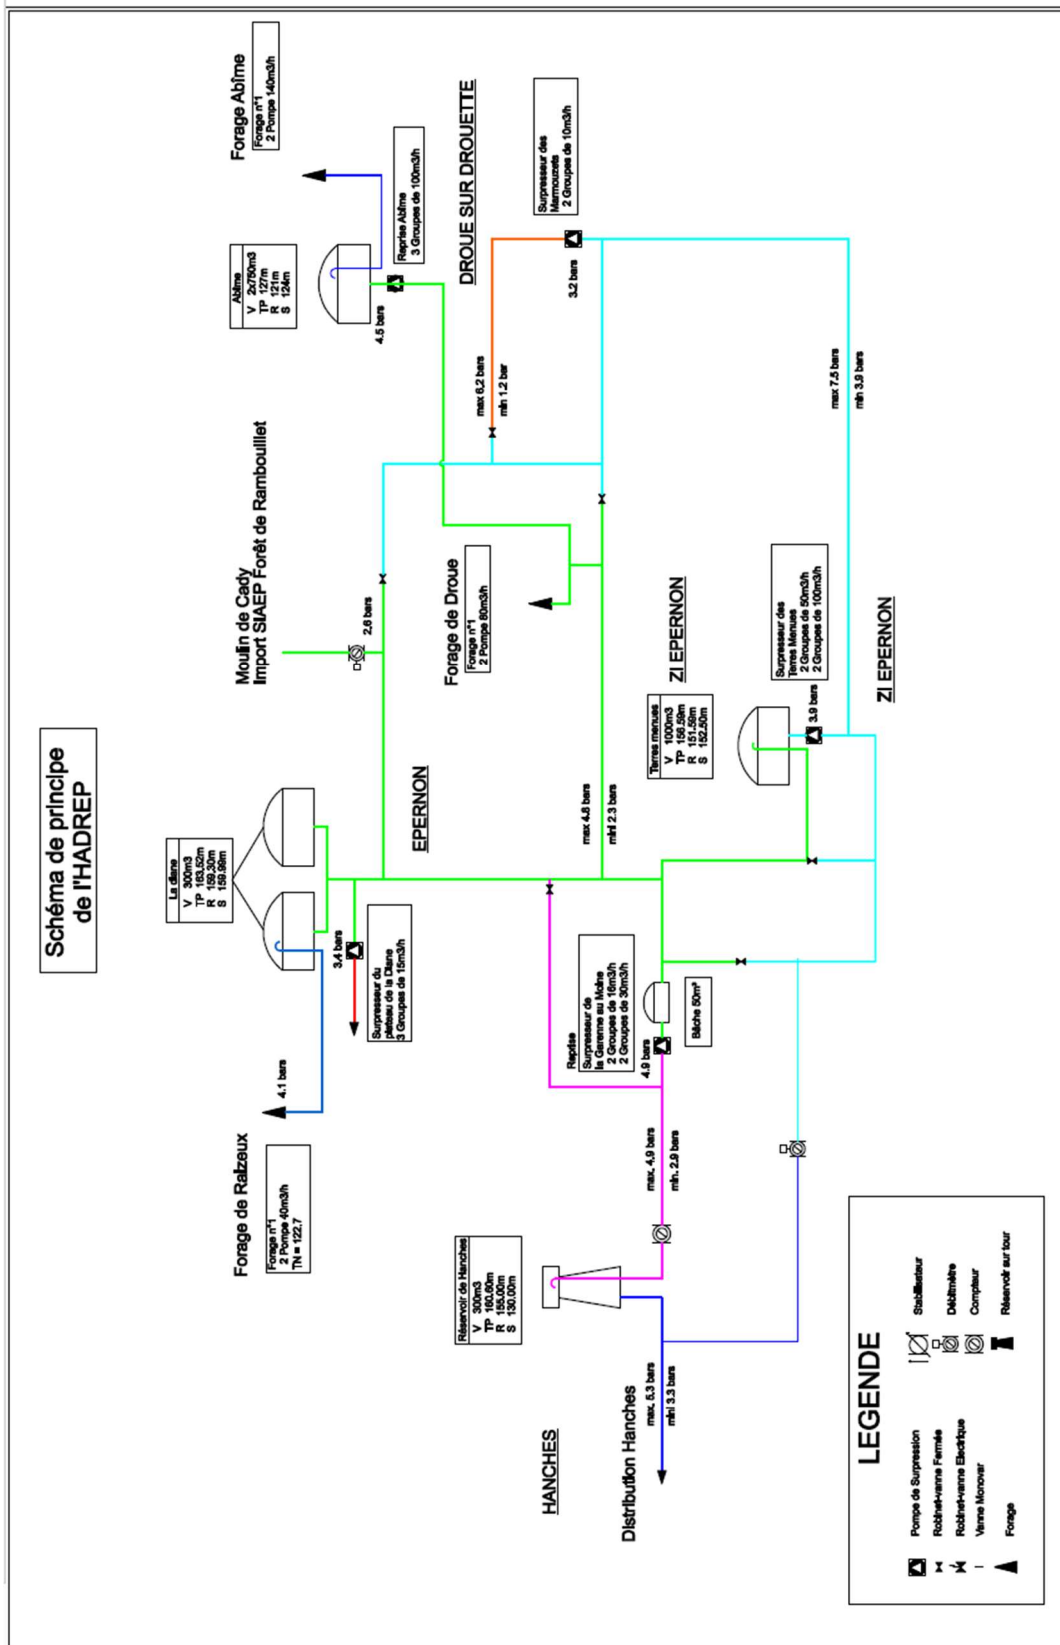 Schéma de principe
de l'HADREP
Forage de Raizeux
Forage n°1
2 Pompe 40m3/h
TN = 122.7
4.1 bars
La diane
V 300m3
TP 163.52m
R 159.30m
S 159.99m
3.4 bars
Surpresseur du
plateau de la Diane
3 Groupes de 15m3/h
EPERNON
Moulin de Cady
Import SIAEP Forêt de Rambouillet
2.6 bars
Abîme
V 2x750m3
TP 127m
R 121m
S 124m
4.5 bars
Forage Abîme
Forage n°1
2 Pompe 140m3/h
Reprise Abîme
3 Groupes de 100m3/h
DROUE SUR DROUETTE
Forage de Droue
Forage n°1
2 Pompe 80m3/h
max 6.2 bars
min 1.2 bar
Surpresseur des
Marmouzets
2 Groupes de 10m3/h
3.2 bars
Réservoir de Hanches
V 300m3
TP 160.60m
R 155.00m
S 130.00m
HANCHES
Distribution Hanches
max. 5.3 bars
mini 3.3 bars
max. 4.9 bars
min. 2.9 bars
Reprise
Surpresseur de
la Garenne au Moine
2 Groupes de 16m3/h
2 Groupes de 30m3/h
4.9 bars
Bâche 50m³
max 4.8 bars
mini 2.3 bars
ZI EPERNON
Terres menues
V 1000m3
TP 156.59m
R 151.59m
S 152.50m
Surpresseur des
Terres Menues
2 Groupes de 50m3/h
2 Groupes de 100m3/h
3.9 bars
max 7.5 bars
min 3.9 bars
ZI EPERNON
LEGENDE
Pompe de Surpression
Robinet-vanne Fermée
Robinet-vanne Electrique
Vanne Monovar
Forage
Stabilisateur
Débitmètre
Compteur
Réservoir sur tour